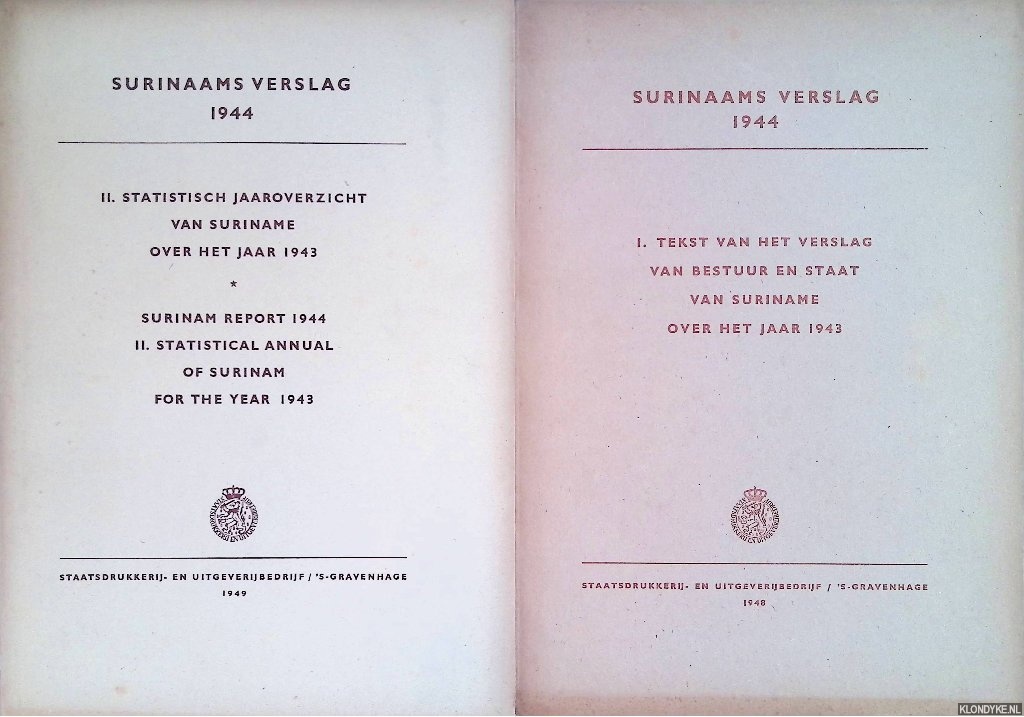 SURINAAMS VERSLAG
1944
II. STATISTISCH JAAROVERZICHT
VAN SURINAME
OVER HET JAAR 1943
*
SURINAM REPORT 1944
II. STATISTICAL ANNUAL
OF SURINAM
FOR THE YEAR 1943
STAATSDRUKKERIJ- EN UITGEVERIJBEDRIJF / 'S-GRAVENHAGE
1949
SURINAAMS VERSLAG
1944
I. TEKST VAN HET VERSLAG
VAN BESTUUR EN STAAT
VAN SURINAME
OVER HET JAAR 1943
STAATSDRUKKERIJ- EN UITGEVERIJBEDRIJF / 'S-GRAVENHAGE
1948
KLONDYKE.NL